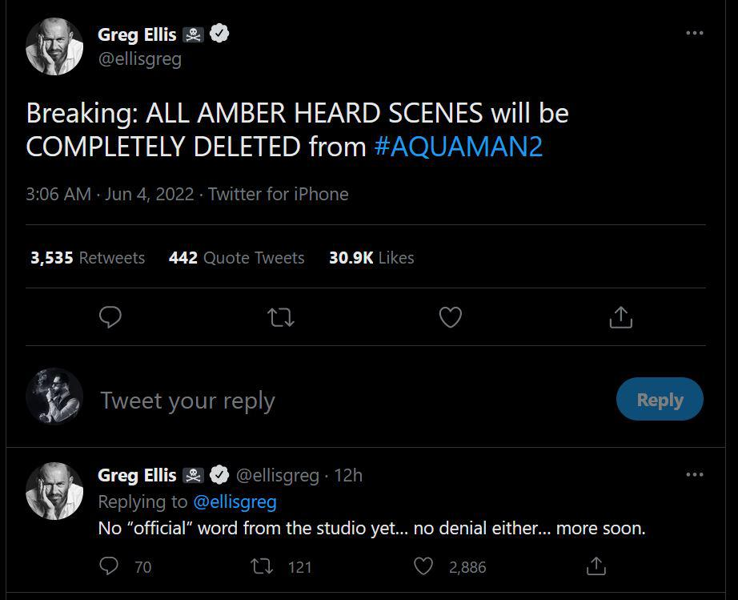 Greg Ellis 🏴‍☠️
@ellisgreg
Breaking: ALL AMBER HEARD SCENES will be
COMPLETELY DELETED from #AQUAMAN2
3:06 AM · Jun 4, 2022 · Twitter for iPhone
3,535 Retweets 442 Quote Tweets 30.9K Likes
Tweet your reply
Reply
Greg Ellis 🏴‍☠️ @ellisgreg · 12h
Replying to @ellisgreg
No “official” word from the studio yet... no denial either... more soon.
70 121 2,886